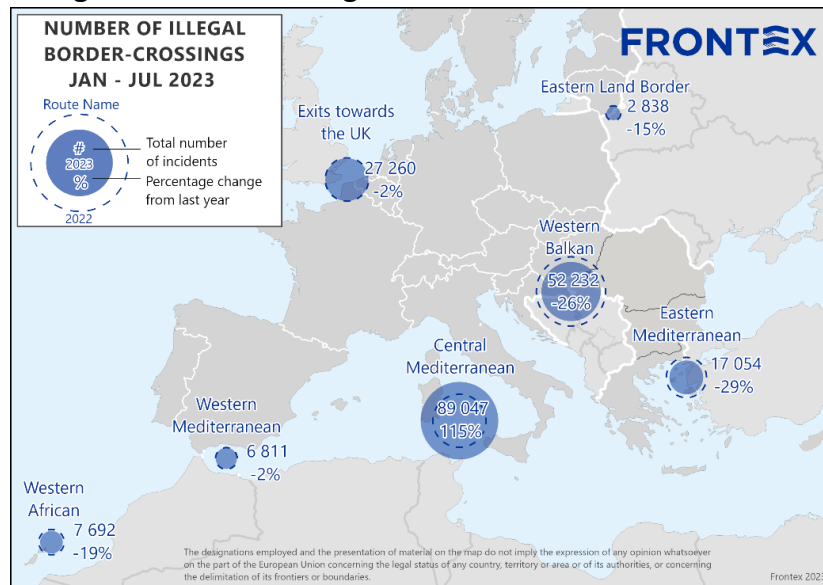 NUMBER OF ILLEGAL
BORDER-CROSSINGS
JAN - JUL 2023
Route Name
#
2023
%
Total number
of incidents
Percentage change
from last year
2022
FRONTEX
Eastern Land Border
2 838
-15%
Exits towards
the UK
27 260
-2%
Western
Balkan
52 232
-26%
Eastern
Mediterranean
17 054
-29%
Central
Mediterranean
89 047
115%
Western
Mediterranean
6 811
-2%
Western
African
7 692
-19%
The designations employed and the presentation of material on the map do not imply the expression of any opinion whatsoever
on the part of the European Union concerning the legal status of any country, territory or area or of its authorities, or concerning
the delimitation of its frontiers or boundaries.
Frontex 2023